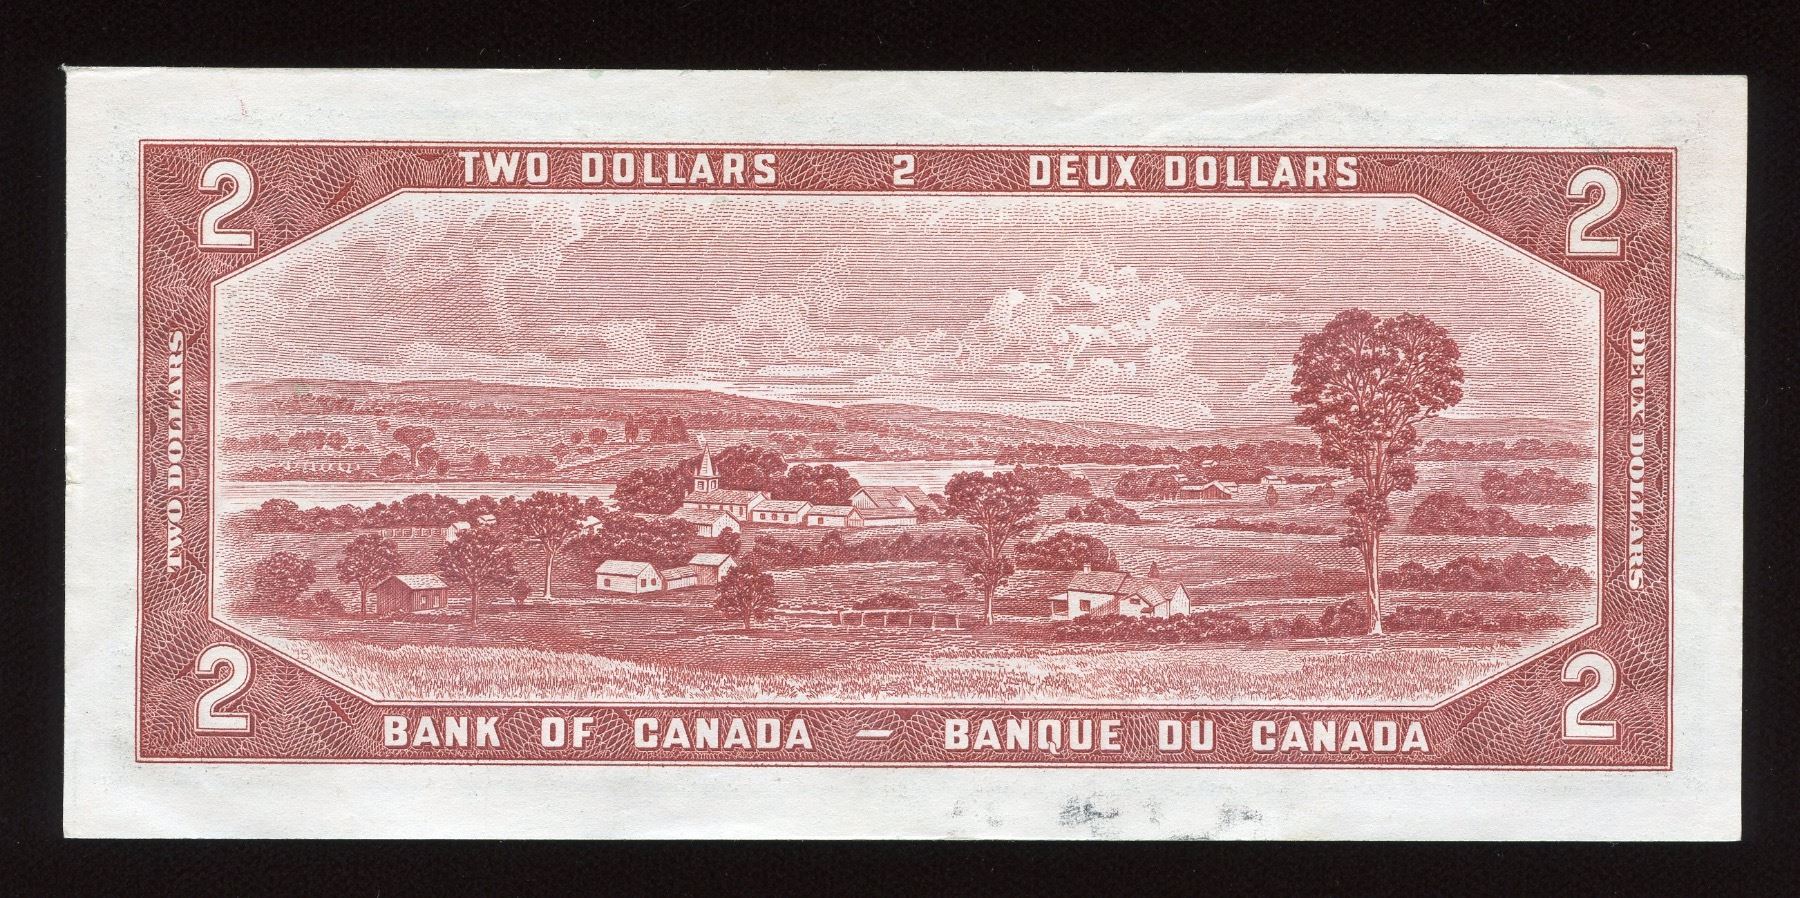 TWO DOLLARS 2 DEUX DOLLARS
2 2
TWO DOLLARS
DEUX DOLLARS
2 2
BANK OF CANADA — BANQUE DU CANADA